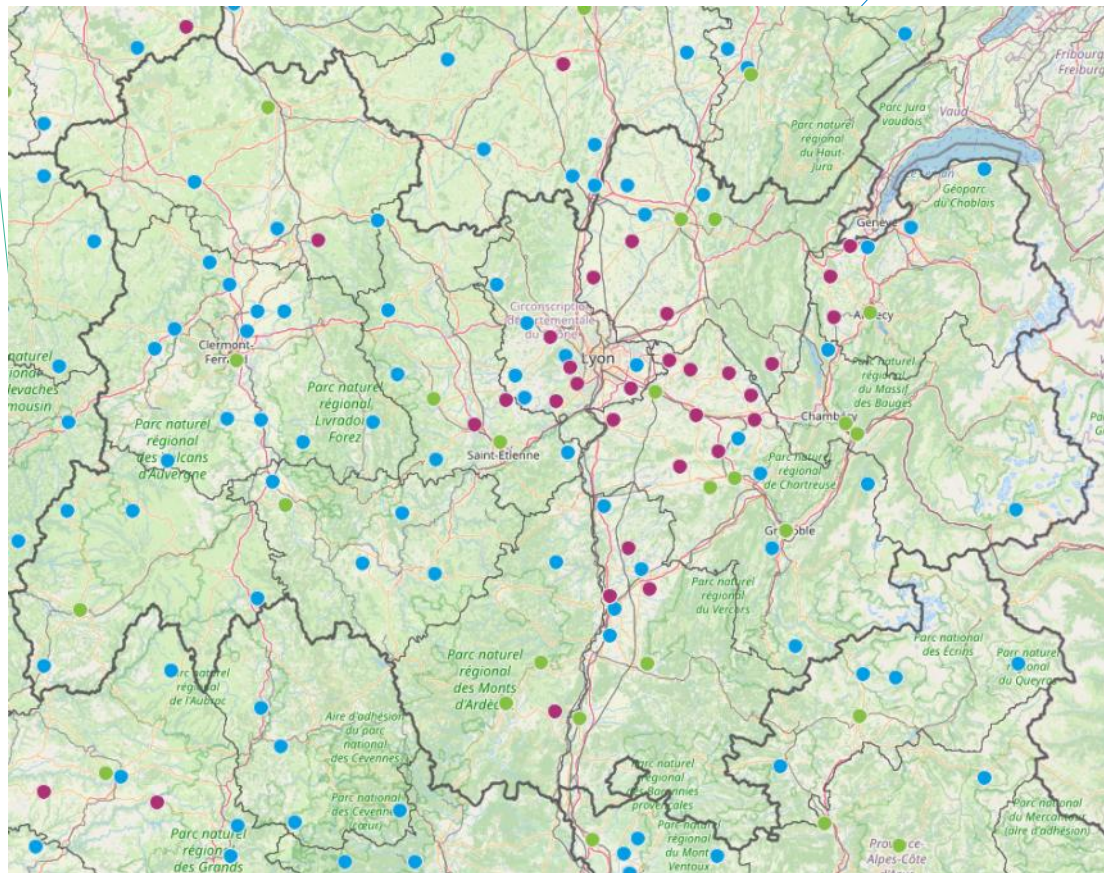 Fribourg
Freiburg
Parc Jura
vaudois
Vaud
Parc naturel
régional
du Haut-
Jura
Géoparc
du Chablais
Genève
Circonscription
départementale
du Rhône
Lyon
Annecy
Clermont-
Ferrand
Parc naturel
régional
du Massif
des Bauges
Parc naturel
régional
Livradois-
Forez
Chambéry
Parc naturel
régional
des Volcans
d'Auvergne
Saint-Étienne
Parc naturel
régional
de Chartreuse
Grenoble
Parc naturel
régional
du Vercors
Parc national
des Écrins
Parc naturel
régional
du Queyras
Parc naturel
régional
des Monts
d'Ardèche
Parc naturel
régional
de l'Aubrac
Aire d'adhésion
du parc
national
des Cévennes
Parc national
des Cévennes
(cœur)
Parc naturel
régional
des Baronnies
provençales
Parc naturel
régional
du Mont
Ventoux
Parc national
du Mercantour
(aire d'adhésion)
Parc naturel
régional
des Grands
Provence-
Alpes-Côte